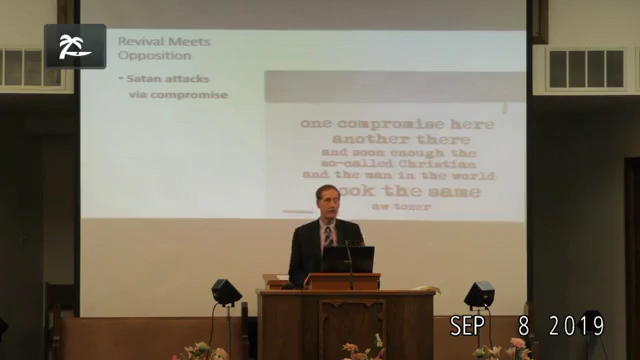 Revival Meets
Opposition
• Satan attacks
via compromise
one compromise here
another there
and soon enough the
so-called Christian
and the man in the world
look the same
aw tozer
SEP 8 2019